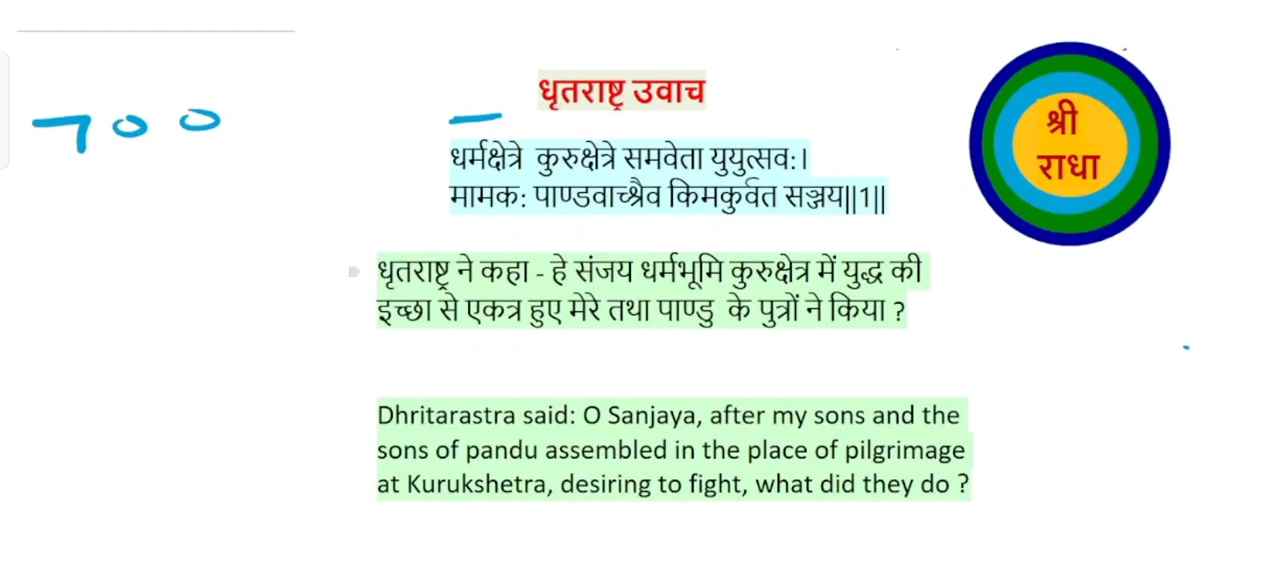 700
धृतराष्ट्र उवाच
श्री
राधा
धर्मक्षेत्रे कुरुक्षेत्रे समवेता युयुत्सव:।
मामक: पाण्डवाच्श्रैव किमकुर्वत सञ्जय||1||
धृतराष्ट्र ने कहा - हे संजय धर्मभूमि कुरुक्षेत्र में युद्ध की
इच्छा से एकत्र हुए मेरे तथा पाण्डु के पुत्रों ने किया ?
Dhritarastra said: O Sanjaya, after my sons and the
sons of pandu assembled in the place of pilgrimage
at Kurukshetra, desiring to fight, what did they do ?